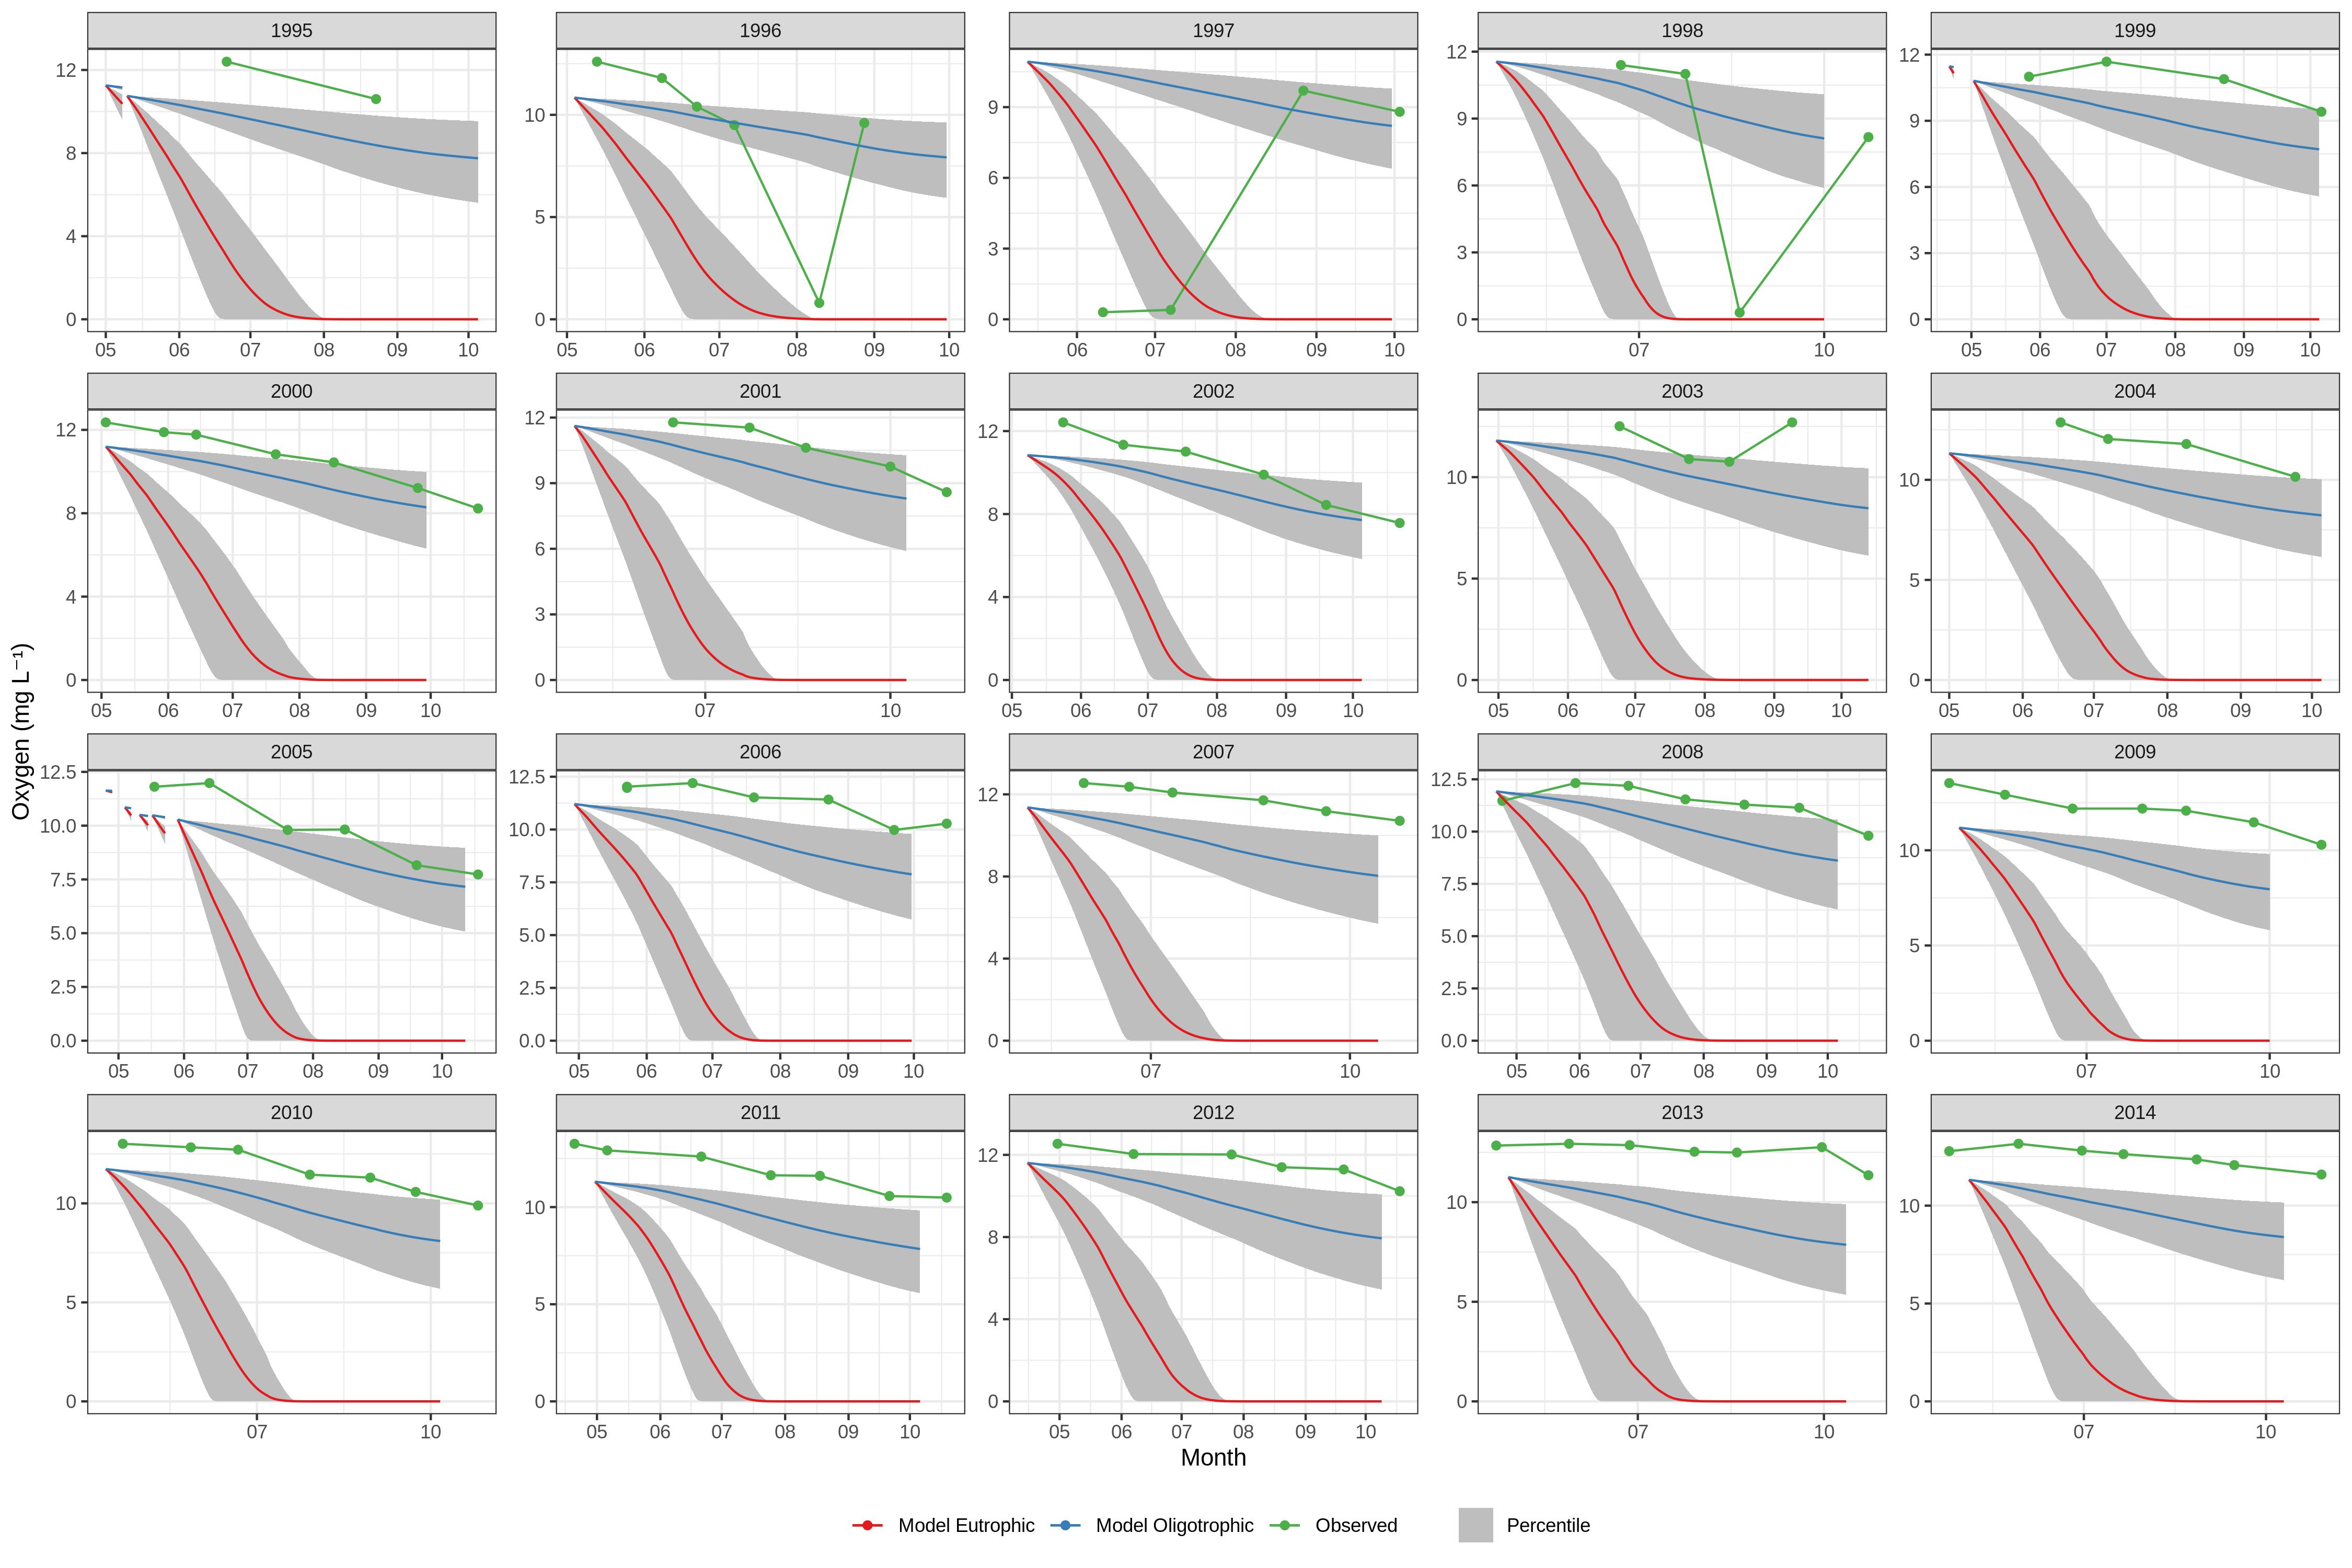 1995 1996 1997 1998 1999
12 8 4 0
10 5 0
9 6 3 0
12 9 6 3 0
12 9 6 3 0
05 06 07 08 09 10
05 06 07 08 09 10
06 07 08 09 10
07 10
05 06 07 08 09 10
2000 2001 2002 2003 2004
12 8 4 0
12 9 6 3 0
12 8 4 0
10 5 0
10 5 0
05 06 07 08 09 10
07 10
05 06 07 08 09 10
05 06 07 08 09 10
05 06 07 08 09 10
Oxygen (mg L⁻¹)
2005 2006 2007 2008 2009
12.5 10.0 7.5 5.0 2.5 0.0
12.5 10.0 7.5 5.0 2.5 0.0
12 8 4 0
12.5 10.0 7.5 5.0 2.5 0.0
10 5 0
05 06 07 08 09 10
05 06 07 08 09 10
07 10
05 06 07 08 09 10
07 10
2010 2011 2012 2013 2014
10 5 0
10 5 0
12 8 4 0
10 5 0
10 5 0
07 10
05 06 07 08 09 10
05 06 07 08 09 10
07 10
07 10
Month
Model Eutrophic Model Oligotrophic Observed Percentile